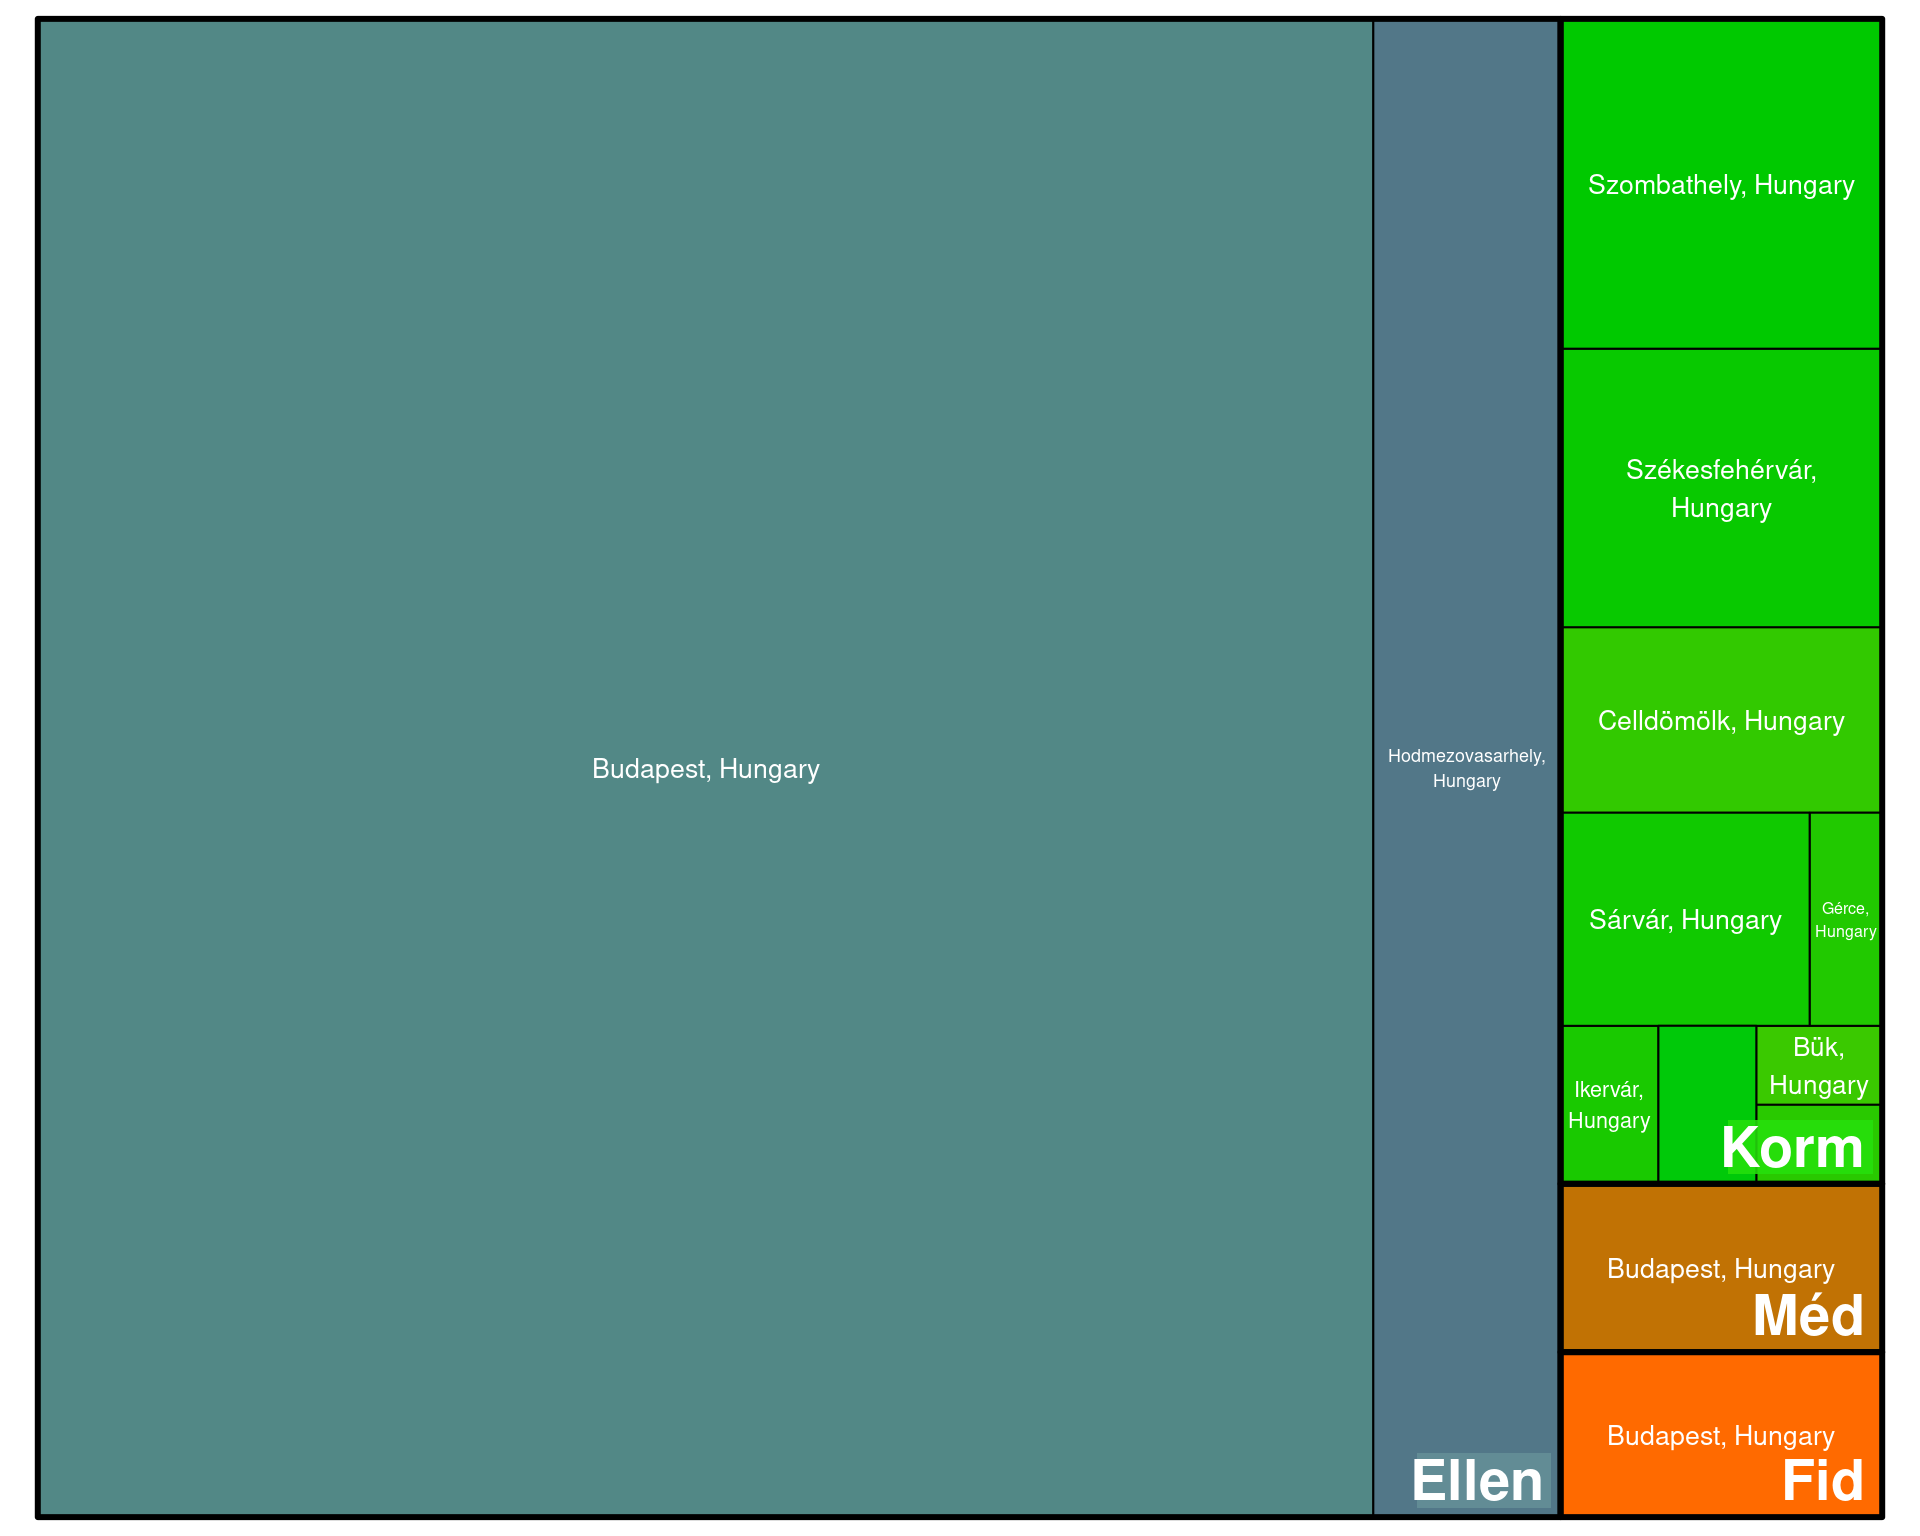 Budapest, Hungary
Hodmezovasarhely,
Hungary
Ellen
Szombathely, Hungary
Székesfehérvár,
Hungary
Celldömölk, Hungary
Sárvár, Hungary
Gérce,
Hungary
Ikervár,
Hungary
Bük,
Hungary
Korm
Budapest, Hungary
Méd
Budapest, Hungary
Fid